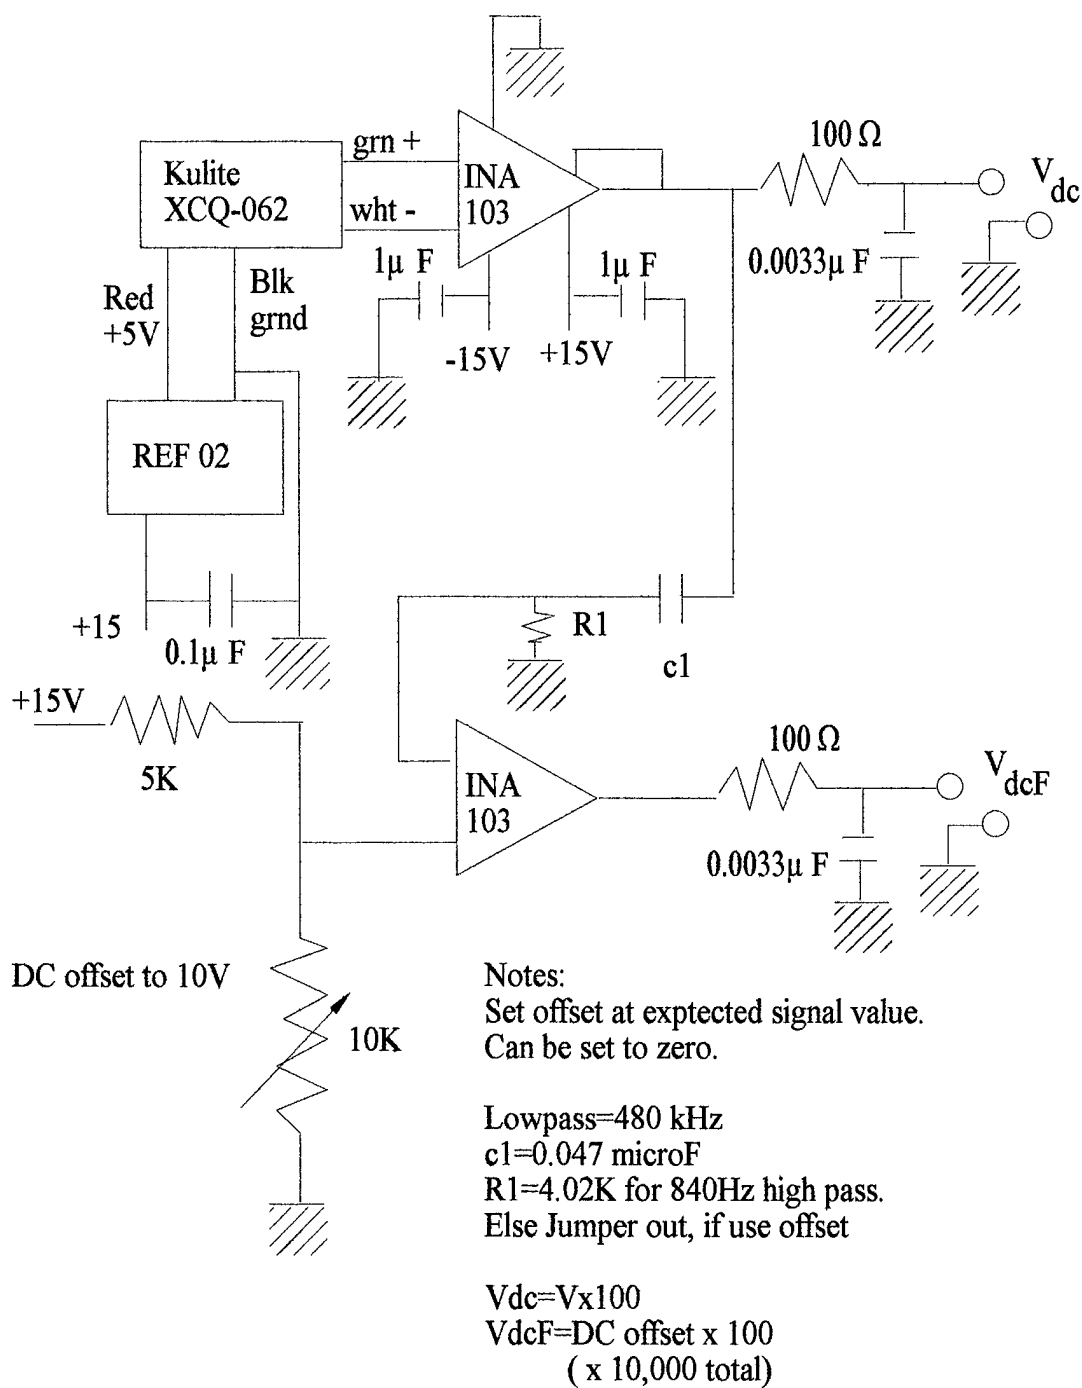 grn +
Kulite
XCQ-062
wht -
INA
103
100 Ω
V
dc
0.0033μ F
1μ F
1μ F
-15V
+15V
Red
+5V
Blk
grnd
REF 02
+15
0.1μ F
R1
c1
+15V
5K
INA
103
100 Ω
V
dcF
0.0033μ F
DC offset to 10V
10K
Notes:
Set offset at exptected signal value.
Can be set to zero.
Lowpass=480 kHz
c1=0.047 microF
R1=4.02K for 840Hz high pass.
Else Jumper out, if use offset
Vdc=Vx100
VdcF=DC offset x 100
( x 10,000 total)